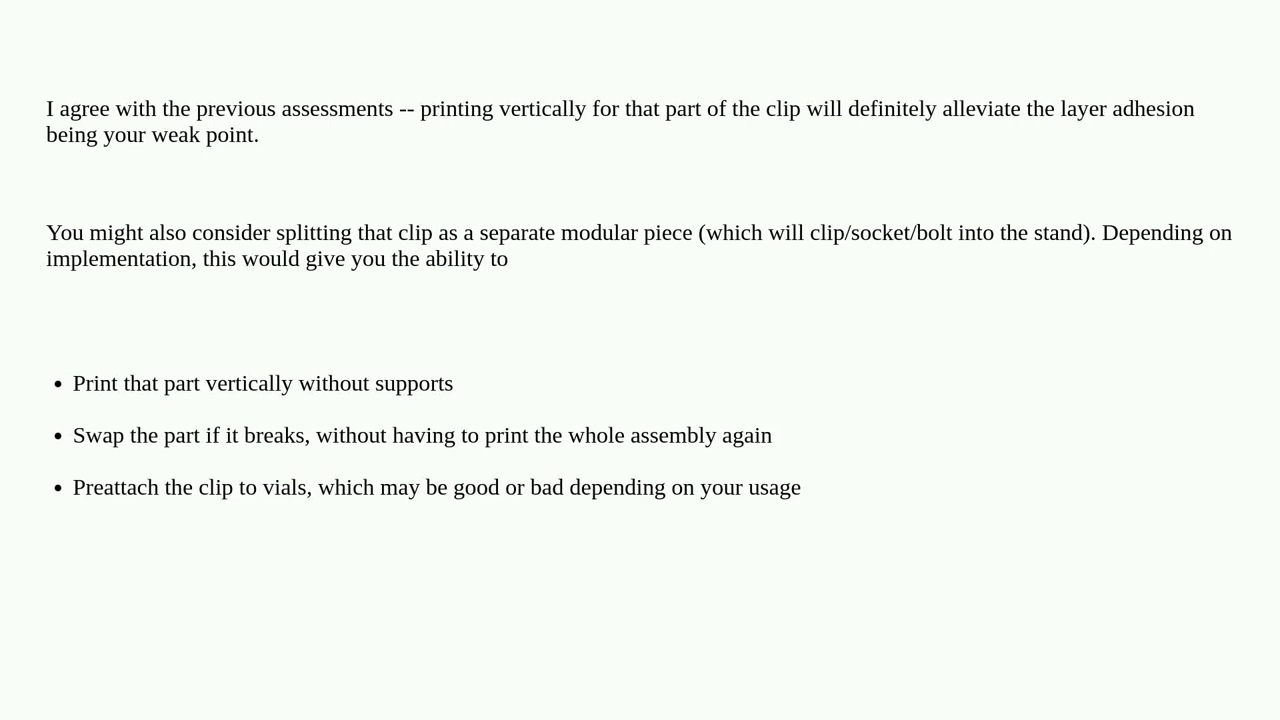 I agree with the previous assessments -- printing vertically for that part of the clip will definitely alleviate the layer adhesion
being your weak point.
You might also consider splitting that clip as a separate modular piece (which will clip/socket/bolt into the stand). Depending on
implementation, this would give you the ability to
• Print that part vertically without supports
• Swap the part if it breaks, without having to print the whole assembly again
• Preattach the clip to vials, which may be good or bad depending on your usage